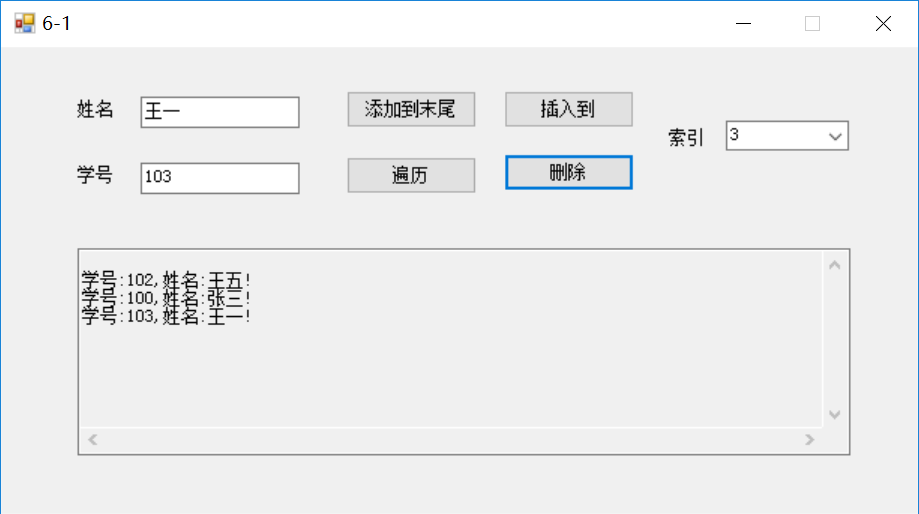 6-1
姓名 王一 添加到末尾 插入到
索引 3
学号 103 遍历 删除
学号:102,姓名:王五!
学号:100,姓名:张三!
学号:103,姓名:王一!